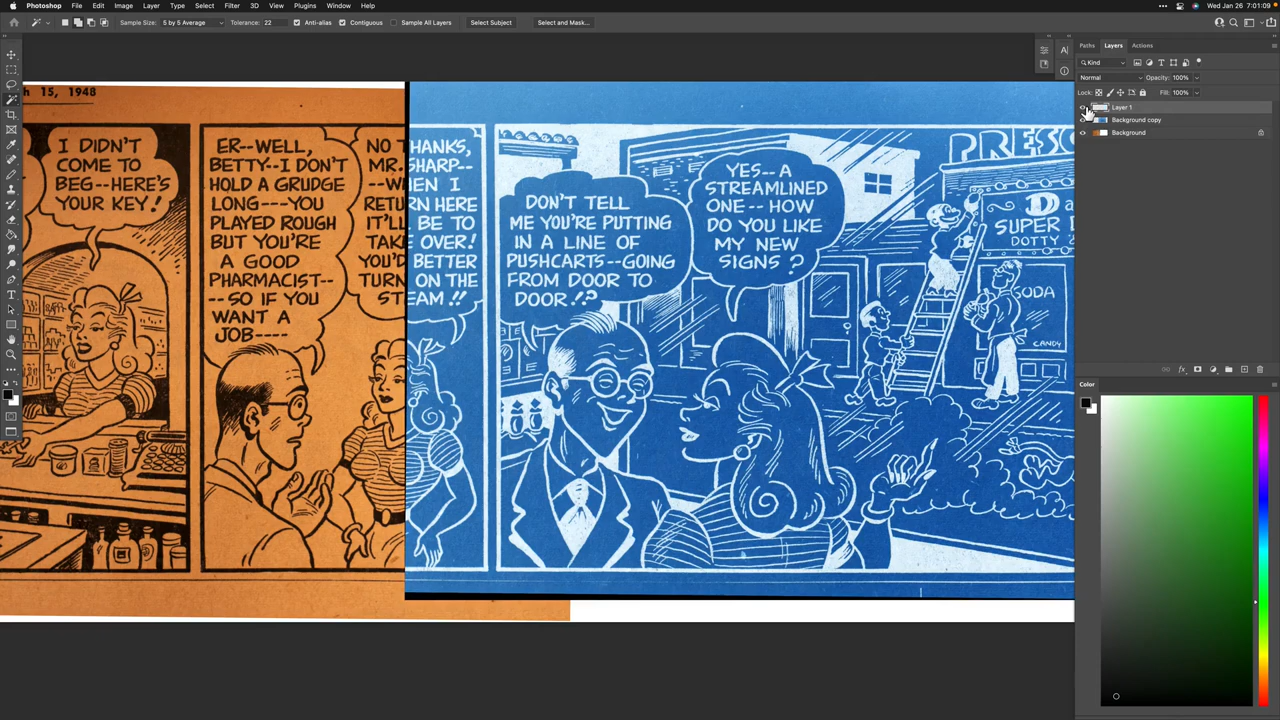 Photoshop File Edit Image Layer Type Select Filter 3D View Plugins Window Help
Wed Jan 26 7:01:09
Sample Size: 5 by 5 Average Tolerance: 22 Anti-alias Contiguous Sample All Layers Select Subject Select and Mask...
Paths Layers Actions
Kind
Normal Opacity: 100%
Lock: Fill: 100%
Layer 1
Background copy
Background
Color
h 15, 1948
I DIDN'T
COME TO
BEG--HERE'S
YOUR KEY!
ER--WELL,
BETTY--I DON'T
HOLD A GRUDGE
LONG---YOU
PLAYED ROUGH
BUT YOU'RE
A GOOD
PHARMACIST--
--SO IF YOU
WANT A
JOB----
NO T
MR.
--W
RETU
IT'LL
TAKE
YOU'D
TURN
ST
HANKS,
SHARP--
HEN I
RN HERE
BE TO
OVER!
BETTER
ON THE
EAM!!
DON'T TELL
ME YOU'RE PUTTING
IN A LINE OF
PUSHCARTS--GOING
FROM DOOR TO
DOOR!?
YES--A
STREAMLINED
ONE--HOW
DO YOU LIKE
MY NEW
SIGNS?
PRESC
D a
SUPER D
DOTTY
SODA
CANDY